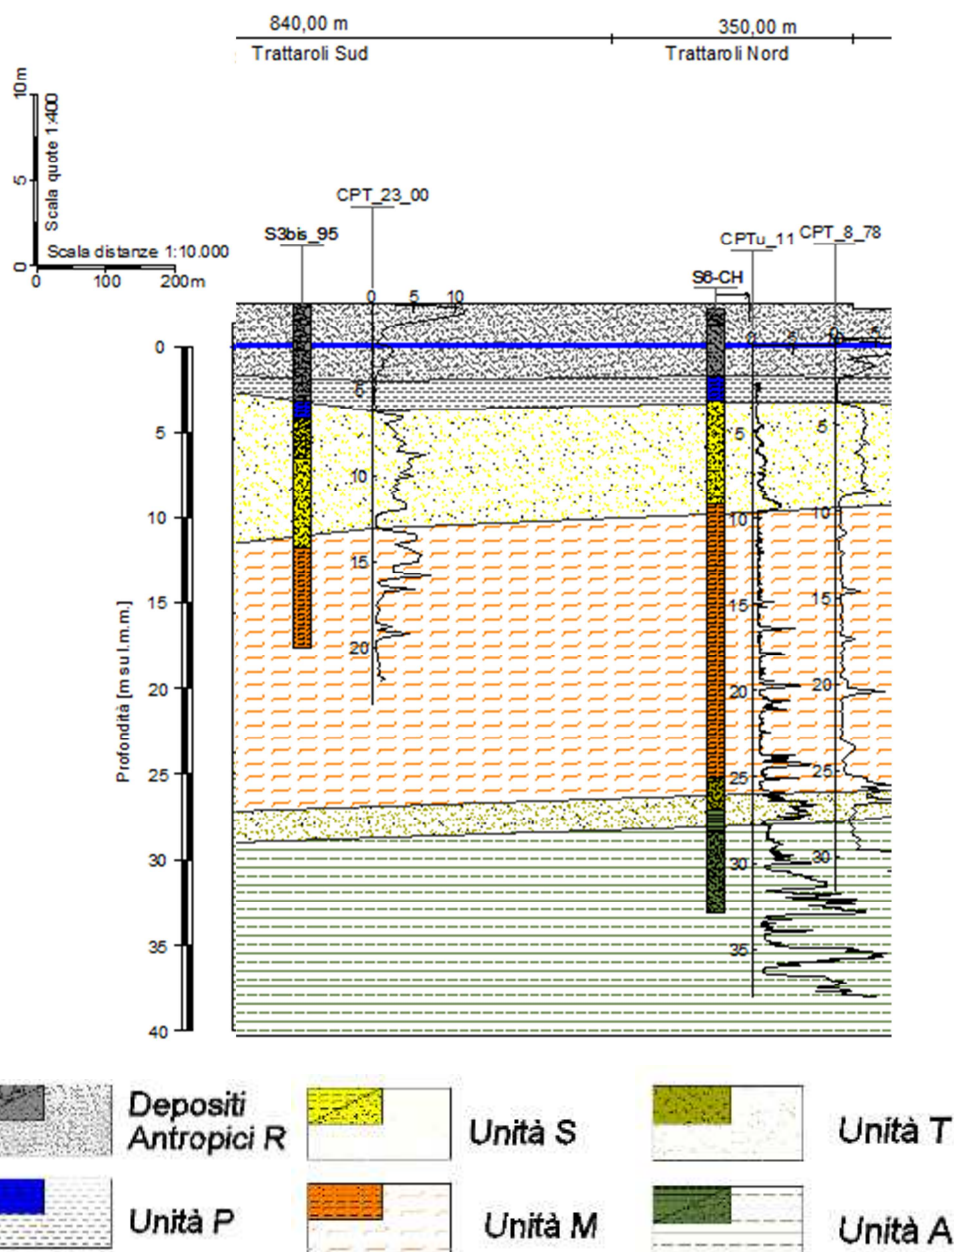 840,00 m
350,00 m
Trattaroli Sud
Trattaroli Nord
10m
5
0
Scala quote 1:400
Scala distanze 1:10.000
0 100 200m
CPT_23_00
S3bis_95
CPTu_11
CPT_8_78
S6-CH
0 5 10
Profondità [m s u l.m.m.]
0
5
10
15
20
25
30
35
40
10
15
20
5
10
15
20
25
30
35
5
10
15
20
25
30
Depositi
Antropici R
Unità S
Unità T
Unità P
Unità M
Unità A